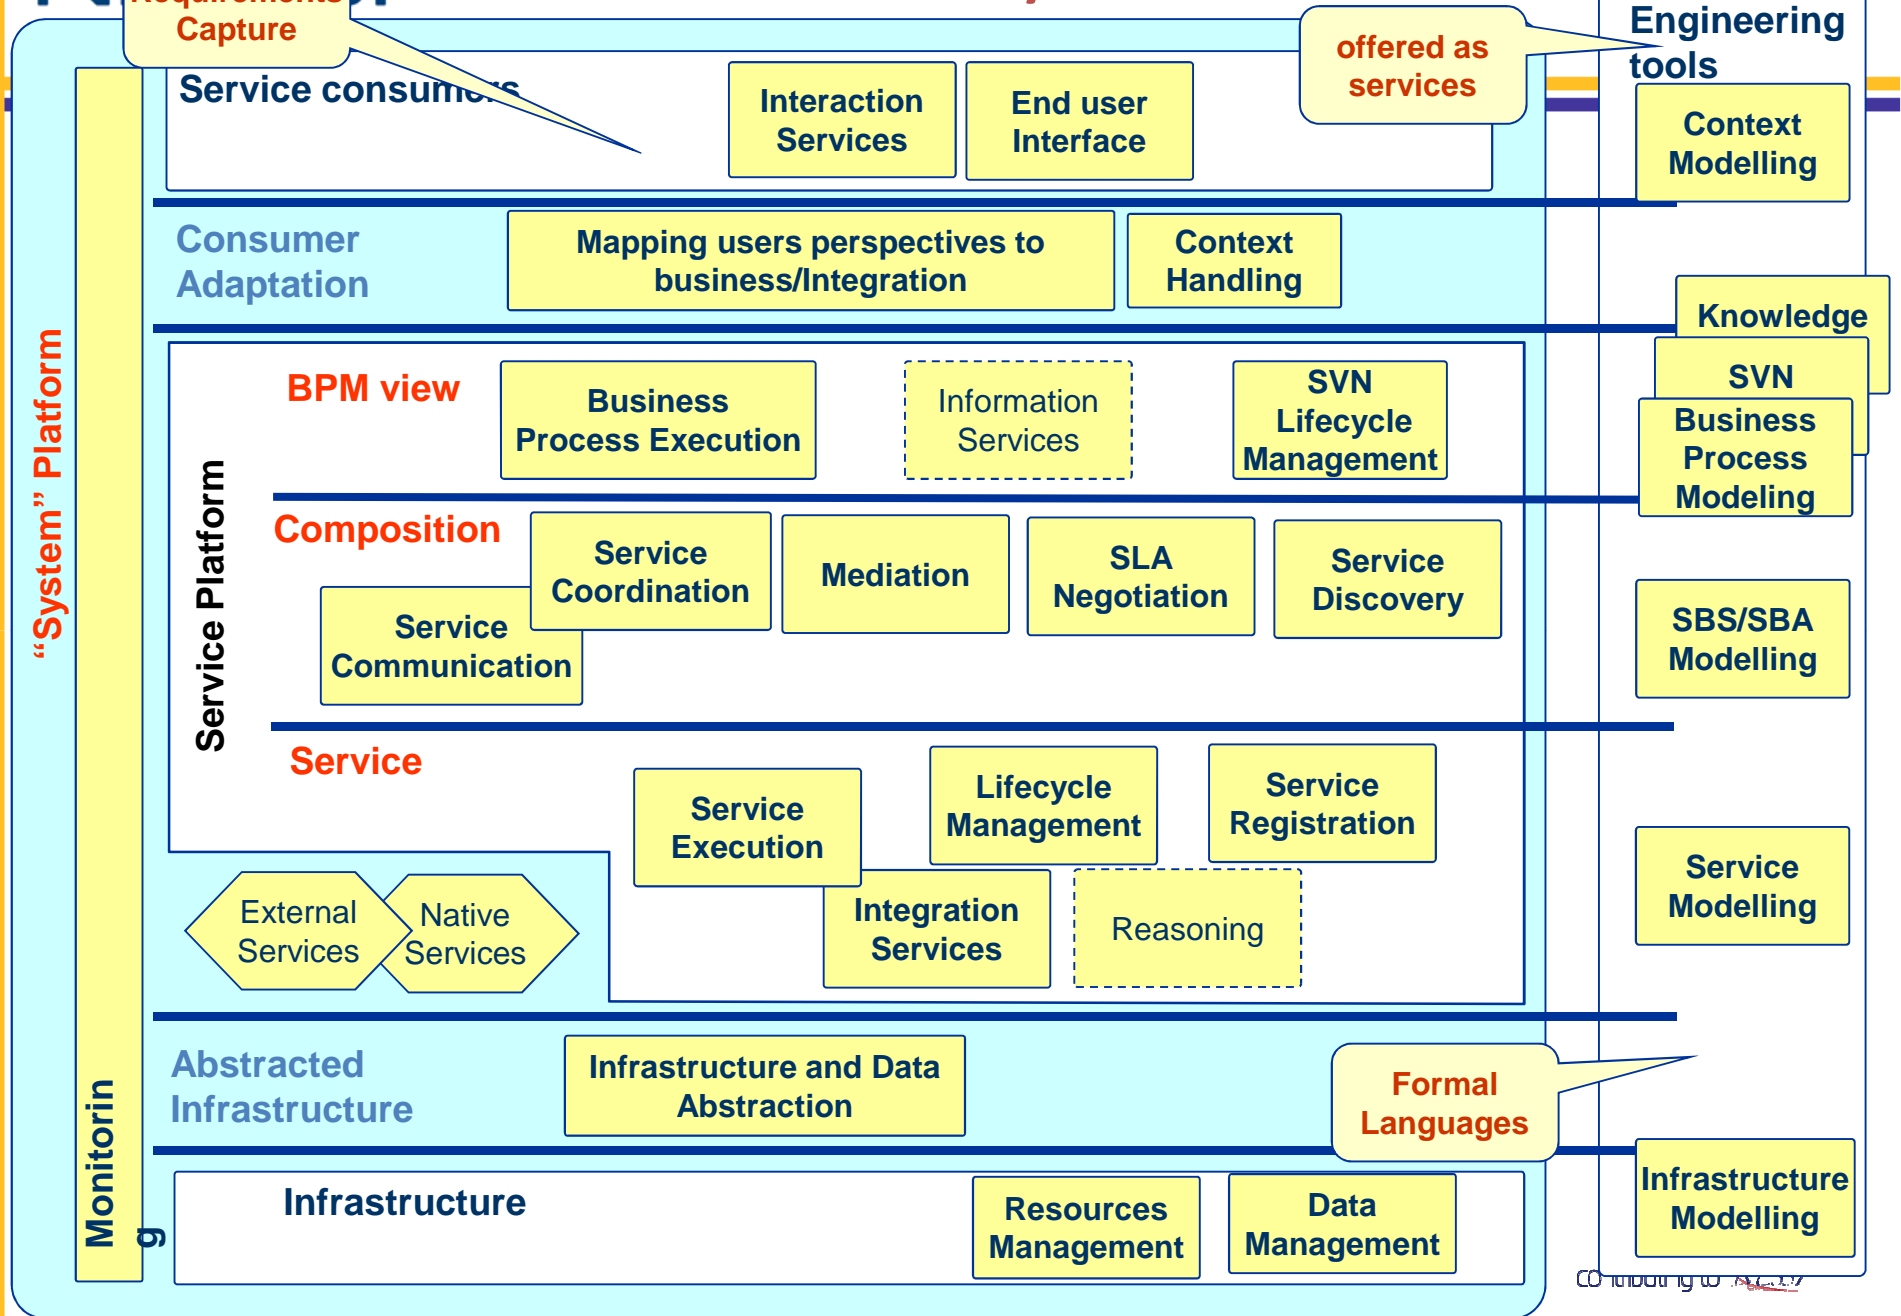 Requirements
Capture
offered as
services
Engineering
tools
Service consumers
Interaction
Services
End user
Interface
Context
Modelling
Consumer
Adaptation
Mapping users perspectives to
business/Integration
Context
Handling
Knowledge
SVN
Business
Process
Modeling
"System" Platform
Monitorin
g
Service Platform
BPM view
Business
Process Execution
Information
Services
SVN
Lifecycle
Management
Composition
Service
Coordination
Mediation
SLA
Negotiation
Service
Discovery
Service
Communication
SBS/SBA
Modelling
Service
Service
Execution
Lifecycle
Management
Service
Registration
Integration
Services
Reasoning
Service
Modelling
External
Services
Native
Services
Abstracted
Infrastructure
Infrastructure and Data
Abstraction
Formal
Languages
Infrastructure
Resources
Management
Data
Management
Infrastructure
Modelling